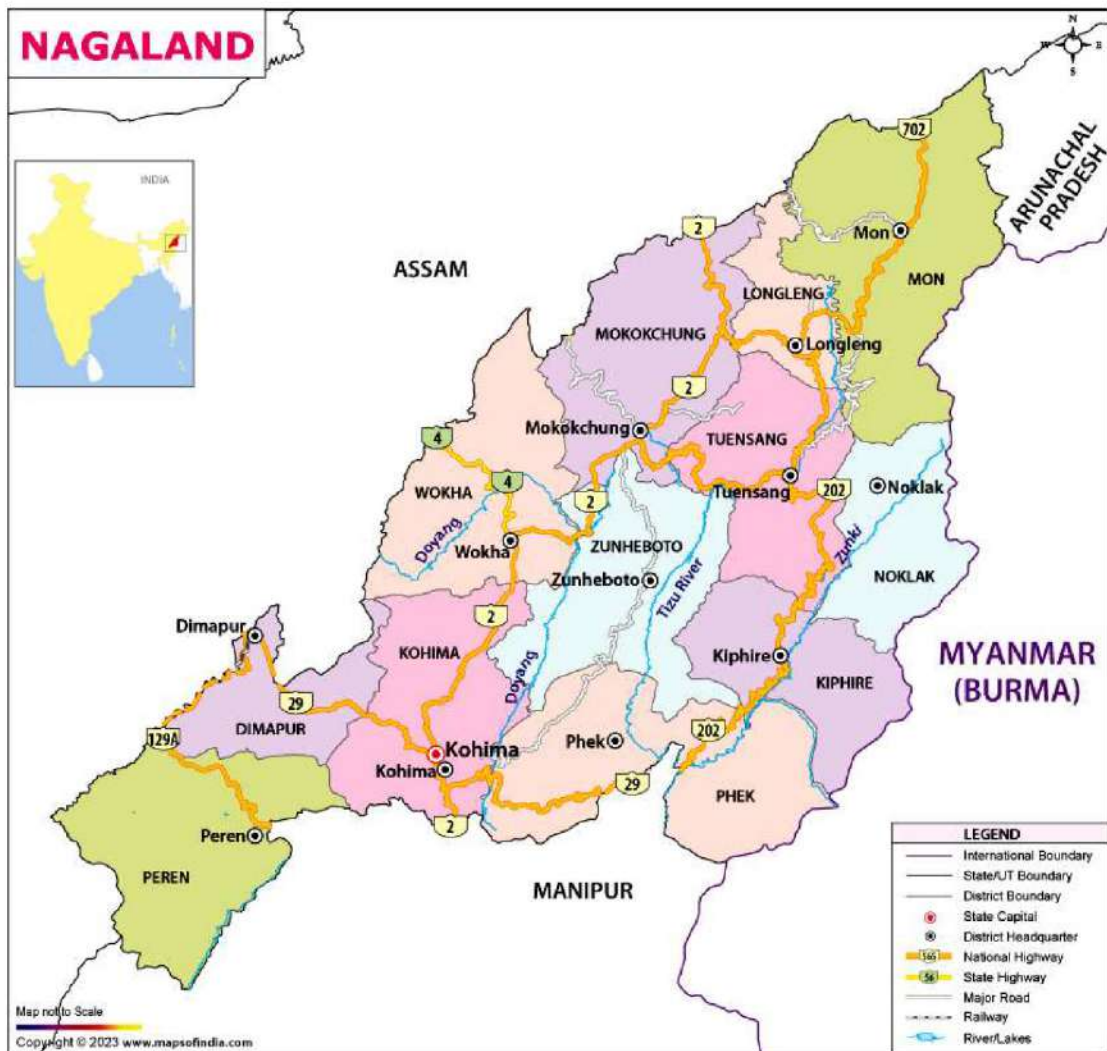 NAGALAND
N
W E
S
INDIA
ARUNACHAL
PRADESH
702
Mon
MON
2
ASSAM
LONGLENG
MOKOKCHUNG
Longleng
2
Mokokchung
TUENSANG
4
4
WOKHA
Tuensang
202
Noklak
2
Doyang
Wokha
ZUNHEBOTO
Zunki
Zunheboto
Tizu River
NOKLAK
2
Dimapur
KOHIMA
Kiphire
KIPHIRE
MYANMAR
(BURMA)
Doyang
29
DIMAPUR
129A
Kohima
Kohima
Phek
202
29
PHEK
2
Peren
PEREN
MANIPUR
LEGEND
International Boundary
State/UT Boundary
District Boundary
State Capital
District Headquarter
565 National Highway
56 State Highway
Major Road
Railway
River/Lakes
Map not to Scale
Copyright © 2023 www.mapsofindia.com